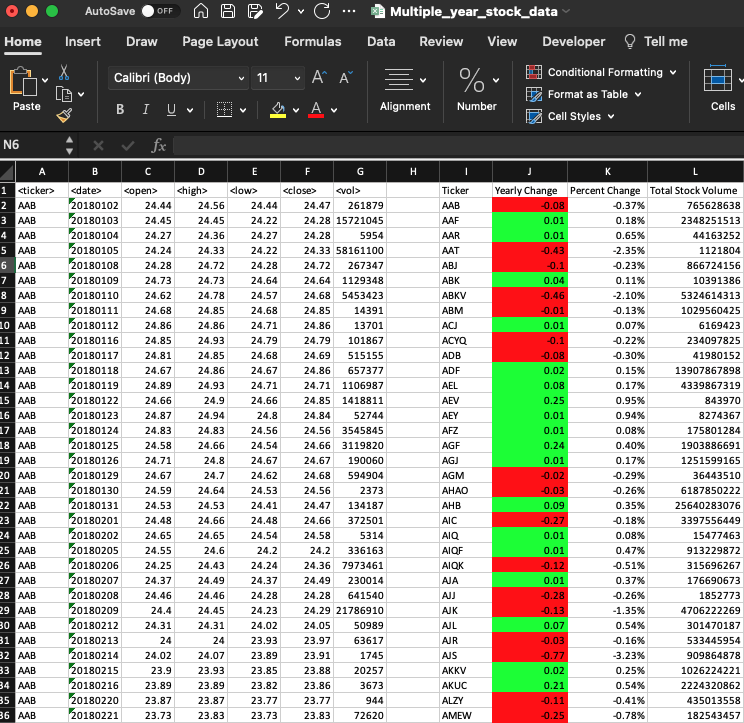 AutoSave OFF ... Multiple_year_stock_data
Home Insert Draw Page Layout Formulas Data Review View Developer Tell me
Paste Calibri (Body) 11 A A Alignment % Number Conditional Formatting Cells
Format as Table
B I U A Cell Styles
N6 fx
A B C D E F G H I J K L
1 <ticker> <date> <open> <high> <low> <close> <vol> Ticker Yearly Change Percent Change Total Stock Volume
2 AAB 20180102 24.44 24.56 24.44 24.47 261879 AAB -0.08 -0.37% 765628638
3 AAB 20180103 24.45 24.45 24.22 24.28 15721045 AAF 0.01 0.18% 2348251513
4 AAB 20180104 24.27 24.36 24.27 24.28 5954 AAR 0.01 0.65% 44163252
5 AAB 20180105 24.24 24.33 24.22 24.33 58161100 AAT -0.43 -2.35% 1121804
6 AAB 20180108 24.28 24.72 24.28 24.72 267347 ABJ -0.1 -0.23% 866724156
7 AAB 20180109 24.73 24.73 24.64 24.64 1129348 ABK 0.04 0.11% 10391386
8 AAB 20180110 24.62 24.78 24.57 24.68 5453423 ABKV -0.46 -2.10% 5324614313
9 AAB 20180111 24.68 24.85 24.68 24.85 14391 ABM -0.01 -0.13% 1029560425
10 AAB 20180112 24.86 24.86 24.71 24.86 13701 ACJ 0.01 0.07% 6169423
11 AAB 20180116 24.85 24.93 24.79 24.79 101867 ACYQ -0.1 -0.22% 234097825
12 AAB 20180117 24.81 24.85 24.68 24.69 515155 ADB -0.08 -0.30% 41980152
13 AAB 20180118 24.67 24.86 24.67 24.86 657377 ADF 0.02 0.15% 13907867898
14 AAB 20180119 24.89 24.93 24.71 24.71 1106987 AEL 0.08 0.17% 4339867319
15 AAB 20180122 24.66 24.9 24.66 24.85 1418811 AEV 0.25 0.95% 843970
16 AAB 20180123 24.87 24.94 24.8 24.84 52744 AEY 0.01 0.94% 8274367
17 AAB 20180124 24.83 24.83 24.56 24.56 3545845 AFZ 0.01 0.08% 175801284
18 AAB 20180125 24.58 24.66 24.54 24.66 3119820 AGF 0.24 0.40% 1903886691
19 AAB 20180126 24.71 24.8 24.67 24.67 190060 AGJ 0.01 0.17% 1251599165
20 AAB 20180129 24.67 24.7 24.62 24.68 594904 AGM -0.02 -0.29% 36443510
21 AAB 20180130 24.59 24.64 24.53 24.56 2373 AHAO -0.03 -0.26% 6187850222
22 AAB 20180131 24.53 24.53 24.41 24.47 134187 AHB 0.09 0.35% 25640283076
23 AAB 20180201 24.48 24.66 24.48 24.66 372501 AIC -0.27 -0.18% 3397556449
24 AAB 20180202 24.65 24.65 24.54 24.58 5314 AIQ 0.01 0.08% 15477463
25 AAB 20180205 24.55 24.6 24.2 24.2 336163 AIQF 0.01 0.47% 913229872
26 AAB 20180206 24.25 24.43 24.24 24.36 7973461 AIQK -0.12 -0.51% 315696267
27 AAB 20180207 24.37 24.49 24.37 24.49 230014 AJA 0.01 0.37% 176690673
28 AAB 20180208 24.46 24.46 24.28 24.28 641540 AJJ -0.28 -0.26% 1852773
29 AAB 20180209 24.4 24.45 24.23 24.29 21786910 AJK -0.13 -1.35% 4706222269
30 AAB 20180212 24.31 24.31 24.02 24.05 50989 AJL 0.07 0.54% 301470187
31 AAB 20180213 24 24 23.93 23.97 63617 AJR -0.03 -0.16% 533445954
32 AAB 20180214 24.02 24.07 23.89 23.91 1745 AJS -0.77 -3.23% 909864878
33 AAB 20180215 23.9 23.93 23.85 23.88 20257 AKKV 0.02 0.25% 1026224221
34 AAB 20180216 23.89 23.89 23.82 23.86 3673 AKUC 0.21 0.54% 2224320862
35 AAB 20180220 23.87 23.87 23.77 23.77 944 ALZY -0.11 -0.41% 435013558
36 AAB 20180221 23.73 23.83 23.73 23.83 72620 AMEW -0.25 -0.78% 182543457